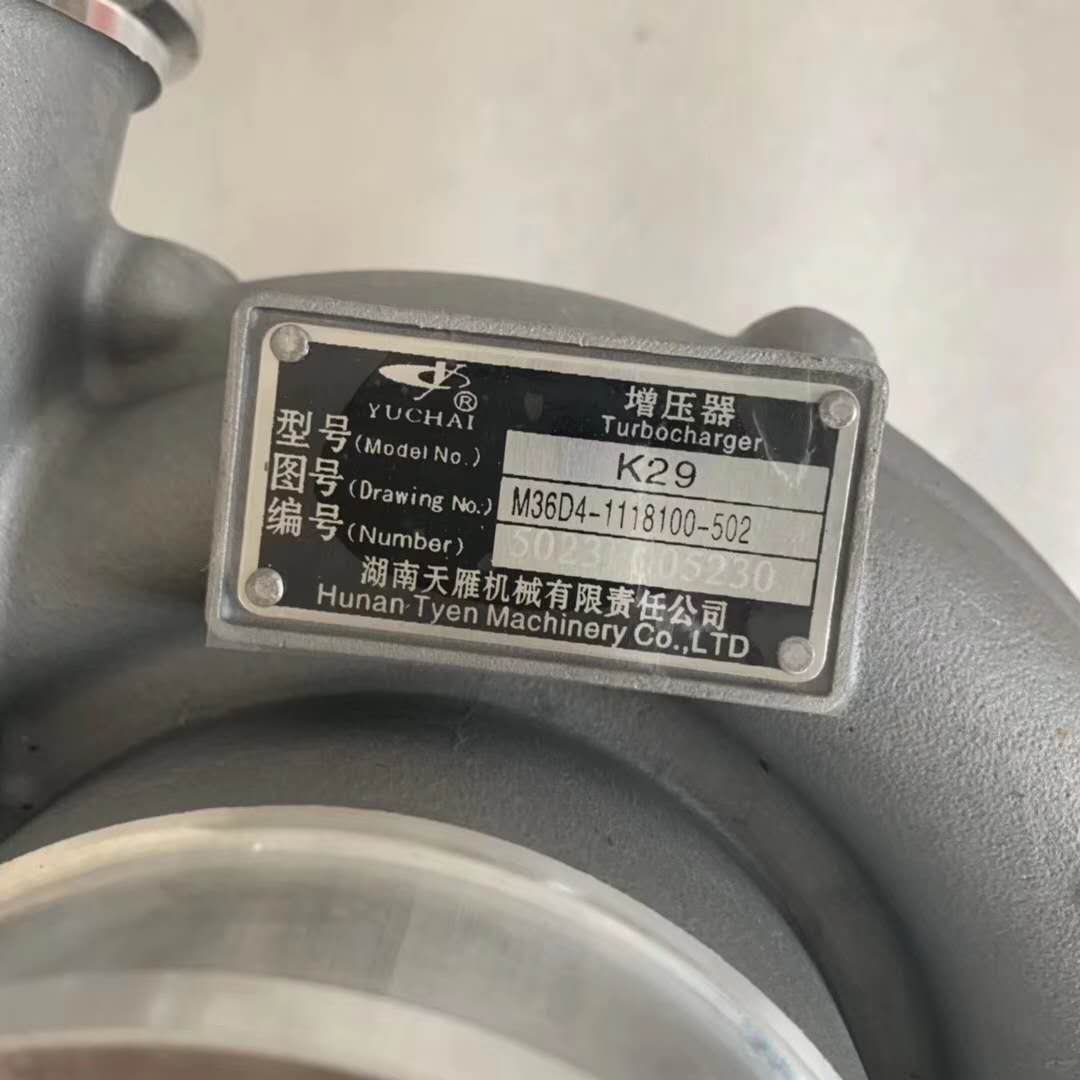 YUCHAI ®
增压器
Turbocharger
型号 (Model No.) K29
图号 (Drawing No.) M36D4-1118100-502
编号 (Number)
湖南天雁机械有限责任公司
Hunan Tyen Machinery Co.,LTD